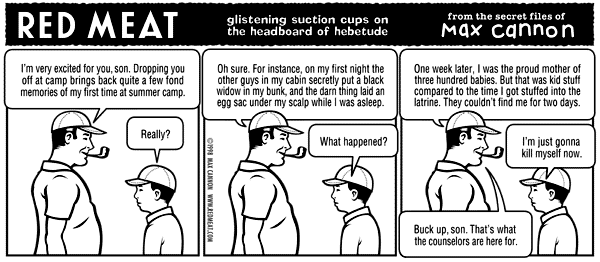 RED MEAT
glistening suction cups on
the headboard of hebetude
from the secret files of
Max cannon
I'm very excited for you, son. Dropping you
off at camp brings back quite a few fond
memories of my first time at summer camp.
Really?
©1998 MAX CANNON WWW.REDMEAT.COM
Oh sure. For instance, on my first night the
other guys in my cabin secretly put a black
widow in my bunk, and the darn thing laid an
egg sac under my scalp while I was asleep.
What happened?
One week later, I was the proud mother of
three hundred babies. But that was kid stuff
compared to the time I got stuffed into the
latrine. They couldn't find me for two days.
I'm just gonna
kill myself now.
Buck up, son. That's what
the counselors are here for.